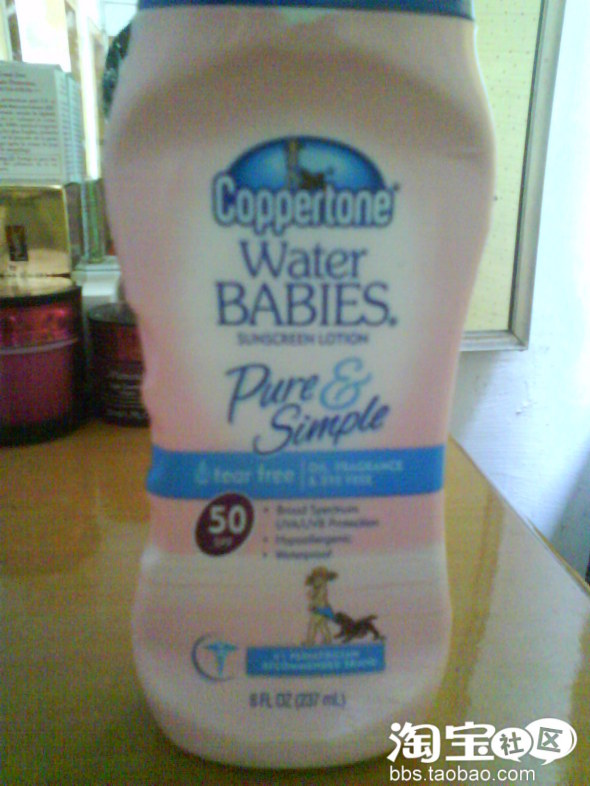 Coppertone®
Water
BABIES®
SUNSCREEN LOTION
Pure &
Simple
tear free
OIL, FRAGRANCE
& DYE FREE
50
SPF
• Broad Spectrum
UVA/UVB Protection
• Hypoallergenic
• Waterproof
#1 PEDIATRICIAN
RECOMMENDED BRAND
8 FL OZ (237 mL)
淘宝社区
bbs.taobao.com